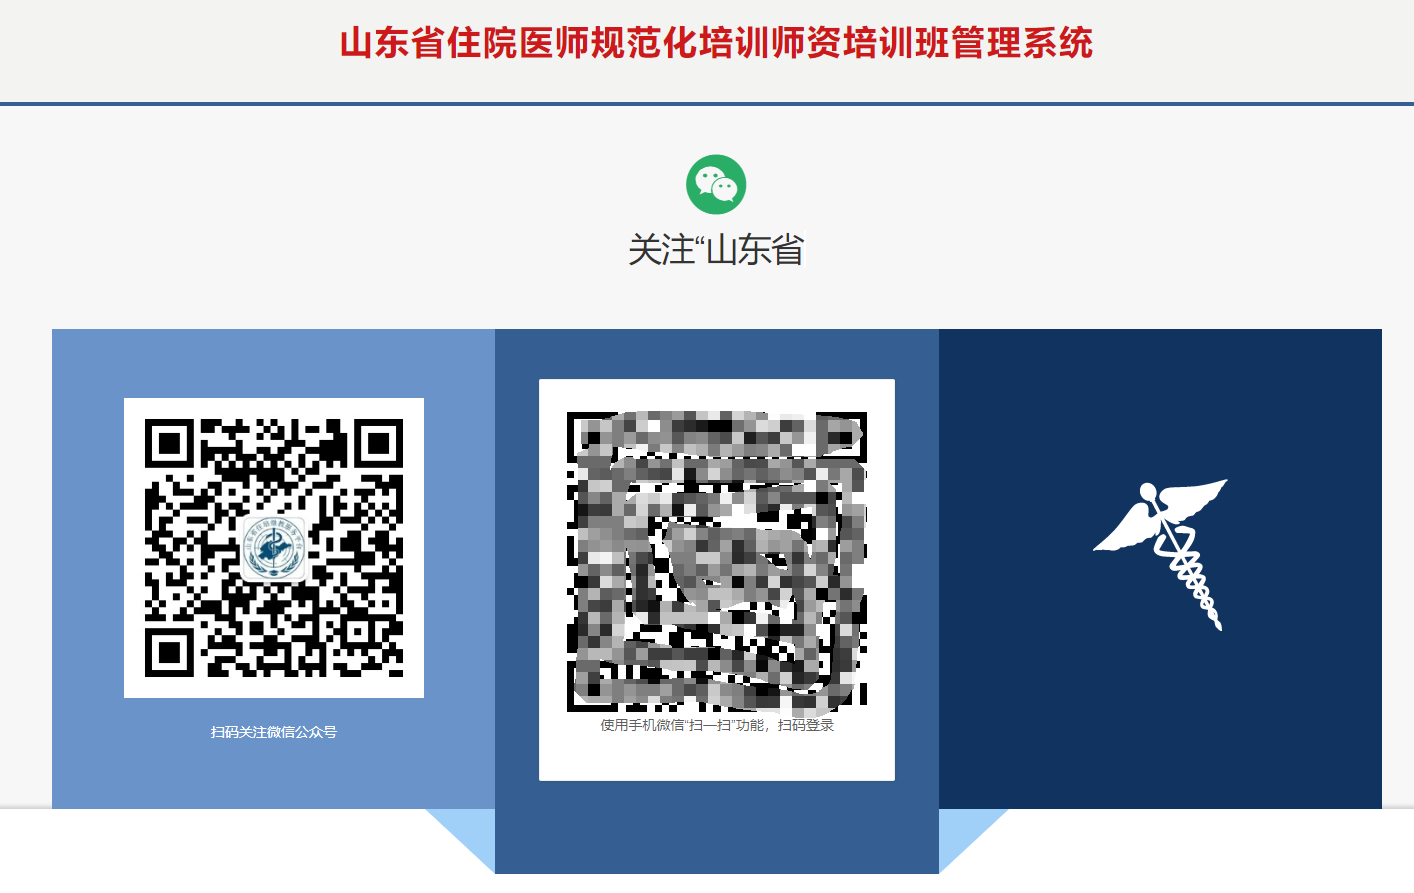 山东省住院医师规范化培训师资培训班管理系统
关注“山东省
扫码关注微信公众号
使用手机微信“扫一扫”功能，扫码登录